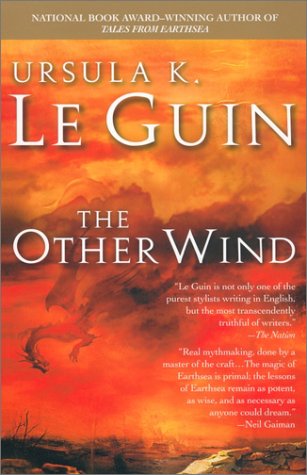 NATIONAL BOOK AWARD–WINNING AUTHOR OF
TALES FROM EARTHSEA
URSULA K.
LE GUIN
THE
OTHER WIND
"Le Guin is not only one of the
purest stylists writing in English,
but the most transcendently
truthful of writers."
—The Nation
"Real mythmaking, done by a
master of the craft…The magic of
Earthsea is primal; the lessons of
Earthsea remain as potent,
as wise, and as necessary as
anyone could dream."
—Neil Gaiman